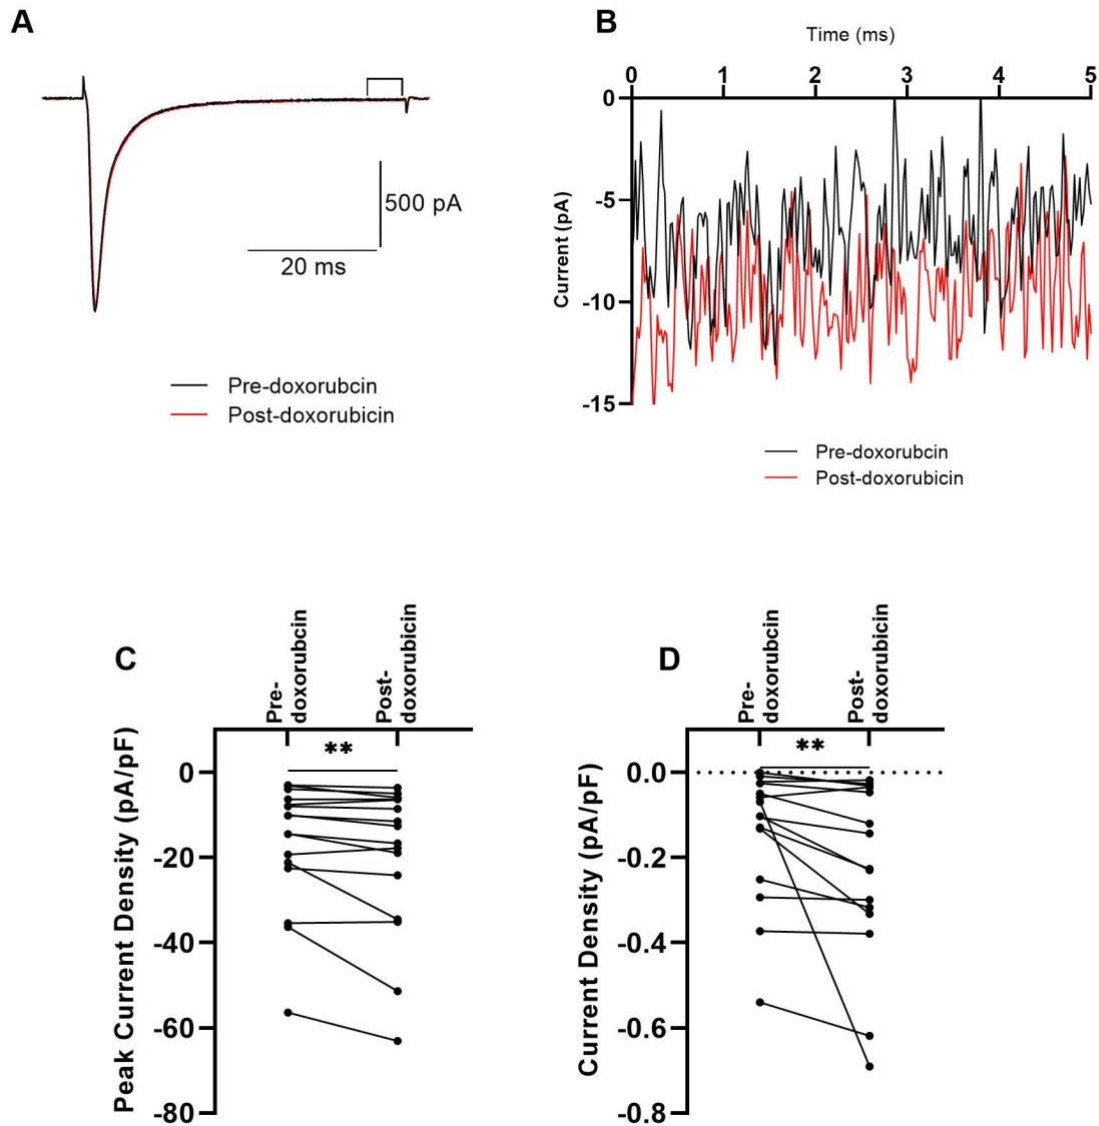 A
500 pA
20 ms
Pre-doxorubcin
Post-doxorubicin
B
Time (ms)
0 1 2 3 4 5
0
-5
-10
-15
Current (pA)
Pre-doxorubcin
Post-doxorubicin
C
Pre-
doxorubcin
Post-
doxorubicin
**
0
-20
-40
-60
-80
Peak Current Density (pA/pF)
D
Pre-
doxorubcin
Post-
doxorubicin
**
0.0
-0.2
-0.4
-0.6
-0.8
Current Density (pA/pF)